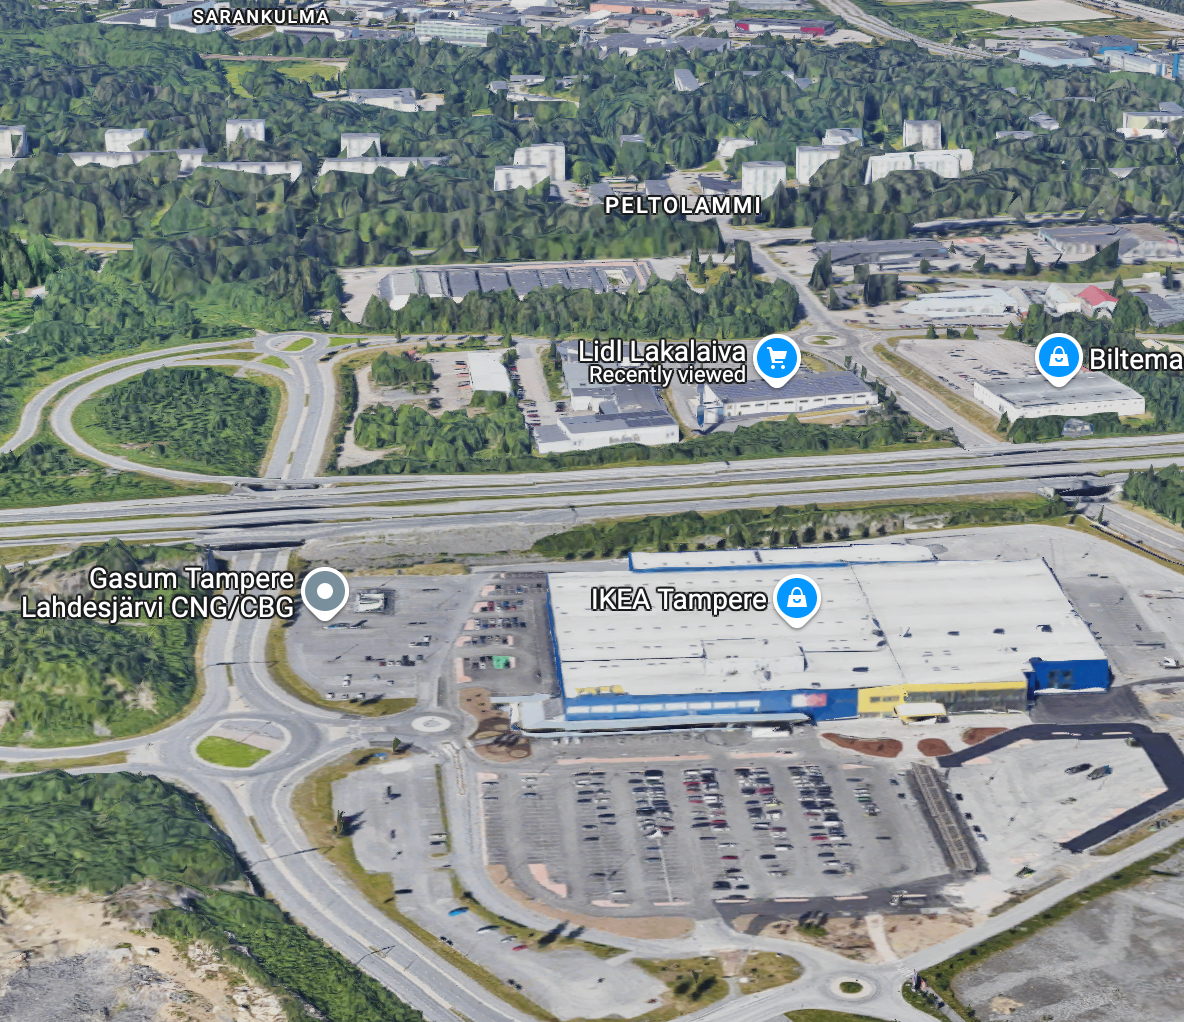 SARANKULMA
PELTOLAMMI
Lidl Lakalaiva
Recently viewed
Biltema
Gasum Tampere
Lahdesjärvi CNG/CBG
IKEA Tampere